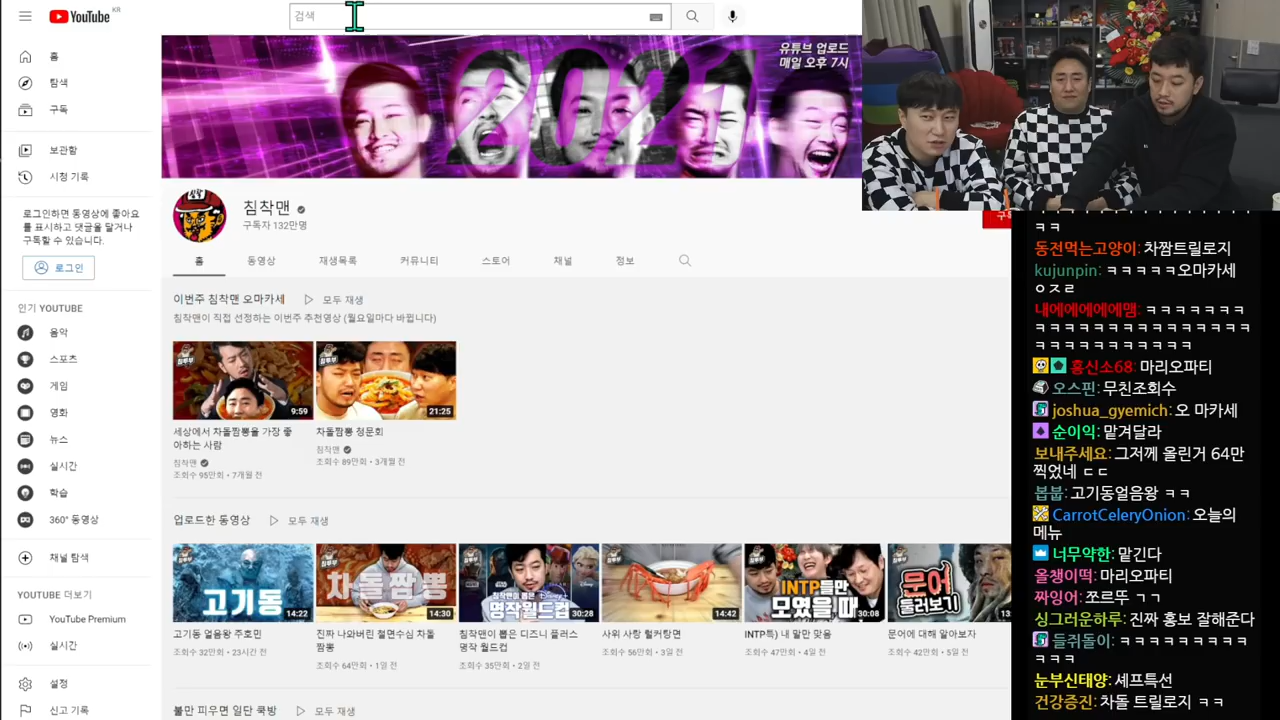 YouTube KR
검색
홈
탐색
구독
보관함
시청 기록
로그인하면 동영상에 좋아요
를 표시하고 댓글을 달거나
구독할 수 있습니다.
로그인
인기 YOUTUBE
음악
스포츠
게임
영화
뉴스
실시간
학습
360° 동영상
채널 탐색
YOUTUBE 더보기
YouTube Premium
실시간
설정
신고 기록
2021
유튜브 업로드
매일 오후 7시
침착맨
구독자 132만명
홈 동영상 재생목록 커뮤니티 스토어 채널 정보
이번주 침착맨 오마카세 모두 재생
침착맨이 직접 선정하는 이번주 추천영상 (월요일마다 바뀝니다)
9:59
21:25
세상에서 차돌짬뽕을 가장 좋
아하는 사람
침착맨
조회수 95만회 • 7개월 전
차돌짬뽕 청문회
침착맨
조회수 89만회 • 3개월 전
업로드한 동영상 모두 재생
고기동
14:22
차돌짬뽕
14:30
명작월드컵
30:28
14:42
INTP들만
모였을 때
30:08
문어
둘러보기
고기동 얼음왕 주호민
조회수 32만회 • 23시간 전
진짜 나와버린 철면수심 차돌
짬뽕
조회수 64만회 • 1일 전
침착맨이 뽑은 디즈니 플러스
명작 월드컵
조회수 35만회 • 2일 전
사위 사랑 헐커탕면
조회수 56만회 • 3일 전
INTP특) 내 말만 맞음
조회수 47만회 • 4일 전
문어에 대해 알아보자
조회수 42만회 • 5일 전
불만 피우면 일단 쿡방 모두 재생
ㅋㅋ
동전먹는고양이: 차짬트릴로지
kujunpin: ㅋㅋㅋㅋㅋ오마카세
ㅇㅈㄹ
내에에에에에맴: ㅋㅋㅋㅋㅋㅋㅋ
ㅋㅋㅋㅋㅋㅋㅋㅋㅋㅋㅋㅋㅋㅋㅋ
ㅋㅋㅋㅋㅋㅋㅋㅋㅋㅋㅋ
흥신소68: 마리오파티
오스핀: 무친조회수
joshua_gyemich: 오 마카세
순이익: 맡겨달라
보내주세요: 그저께 올린거 64만
찍었네 ㄷㄷ
봅붋: 고기동얼음왕 ㅋㅋ
CarrotCeleryOnion: 오늘의
메뉴
너무약한: 맡긴다
올챙이떡: 마리오파티
짜잉어: 쪼르뚜 ㄱㄱ
싱그러운하루: 진짜 홍보 잘해준다
들쥐돌이: ㅋㅋㅋㅋㅋㅋㅋㅋㅋ
ㅋㅋㅋ
눈부신태양: 셰프특선
건강증진: 차돌 트릴로지 ㅋㅋ